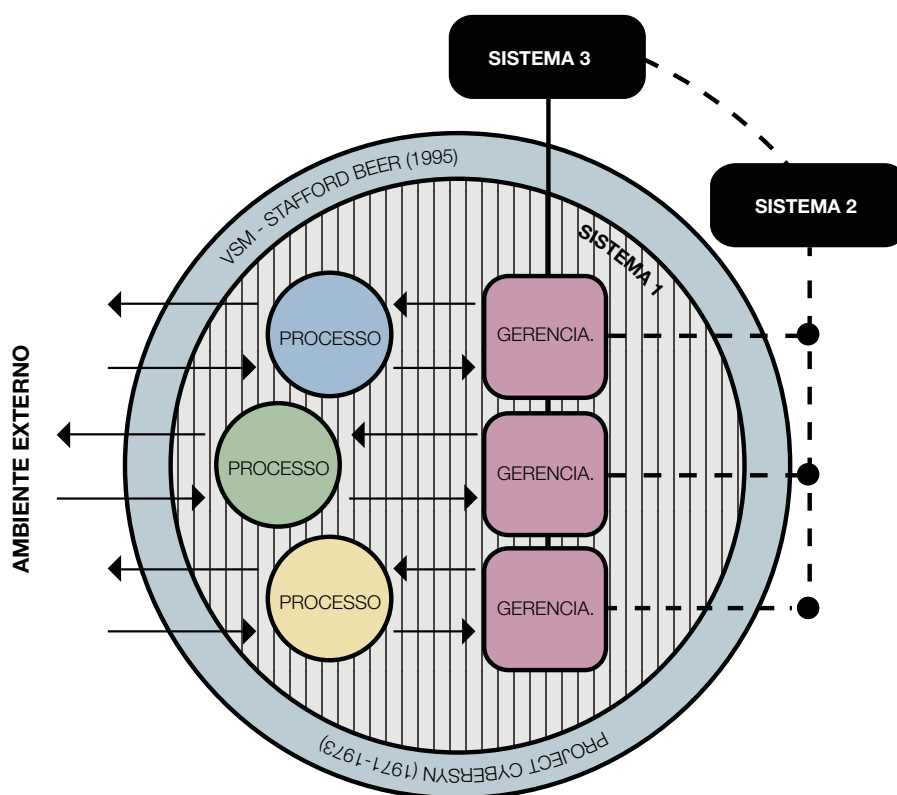 SISTEMA 3
SISTEMA 2
VSM - STAFFORD BEER (1995)
SISTEMA 1
PROCESSO
GERENCIA.
AMBIENTE EXTERNO
PROCESSO
GERENCIA.
PROCESSO
GERENCIA.
PROJECT CYBERSYN (1971-1973)